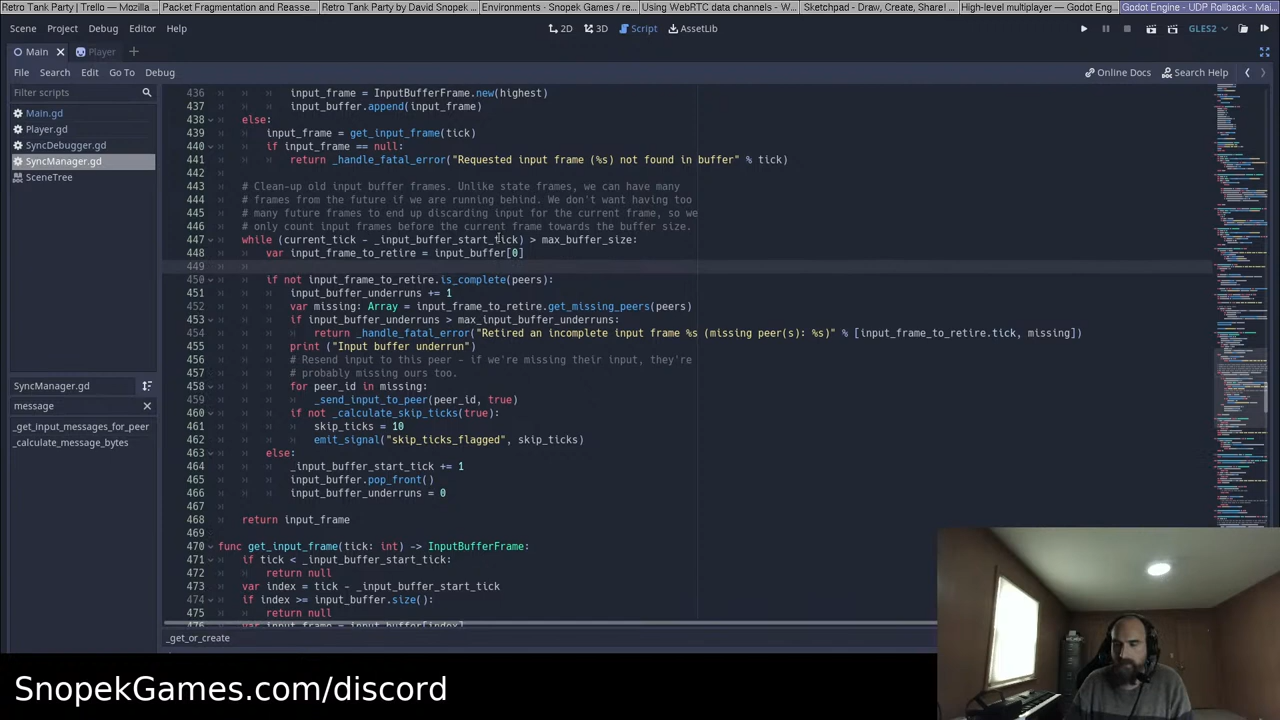 Retro Tank Party | Trello — Mozilla ...
Packet Fragmentation and Reasse...
Retro Tank Party by David Snopek ...
Environments · Snopek Games / re...
Using WebRTC data channels - W...
Sketchpad - Draw, Create, Share! ...
High-level multiplayer — Godot Eng...
Godot Engine - UDP Rollback - Mai...
Scene Project Debug Editor Help
2D 3D Script AssetLib
GLES2
Main Player
File Search Edit Go To Debug
Online Docs Search Help
Filter scripts
Main.gd
Player.gd
SyncDebugger.gd
SyncManager.gd
SceneTree
SyncManager.gd
message
_get_input_messages_for_peer
_calculate_message_bytes
436 input_frame = InputBufferFrame.new(highest)
437 input_buffer.append(input_frame)
438 else:
439 input_frame = get_input_frame(tick)
440 if input_frame == null:
441 return _handle_fatal_error("Requested input frame (%s) not found in buffer" % tick)
442
443 # Clean-up old input buffer frames. Unlike state frames, we can have many
444 # frames from the future if we are running behind. We don't want having too
445 # many future frames to end up discarding input for the current frame, so we
446 # only count input frames before the current frame towards the buffer size.
447 while (current_tick - _input_buffer_start_tick) > max_buffer_size:
448 var input_frame_to_retire = input_buffer[0]
449
450 if not input_frame_to_retire.is_complete(peers):
451 input_buffer_underruns += 1
452 var missing: Array = input_frame_to_retire.get_missing_peers(peers)
453 if input_buffer_underruns > max_input_buffer_underruns:
454 return _handle_fatal_error("Retired an incomplete input frame %s (missing peer(s): %s)" % [input_frame_to_retire.tick, missing])
455 print ("Input buffer underrun")
456 # Resend input to this peer - if we're missing their input, they're
457 # probably missing ours too.
458 for peer_id in missing:
459 _send_input_to_peer(peer_id, true)
460 if not _calculate_skip_ticks(true):
461 skip_ticks = 10
462 emit_signal("skip_ticks_flagged", skip_ticks)
463 else:
464 _input_buffer_start_tick += 1
465 input_buffer.pop_front()
466 input_buffer_underruns = 0
467
468 return input_frame
469
470 func get_input_frame(tick: int) -> InputBufferFrame:
471 if tick < _input_buffer_start_tick:
472 return null
473 var index = tick - _input_buffer_start_tick
474 if index >= input_buffer.size():
475 return null
var input_frame = input_buffer[index]
_get_or_create
SnopekGames.com/discord